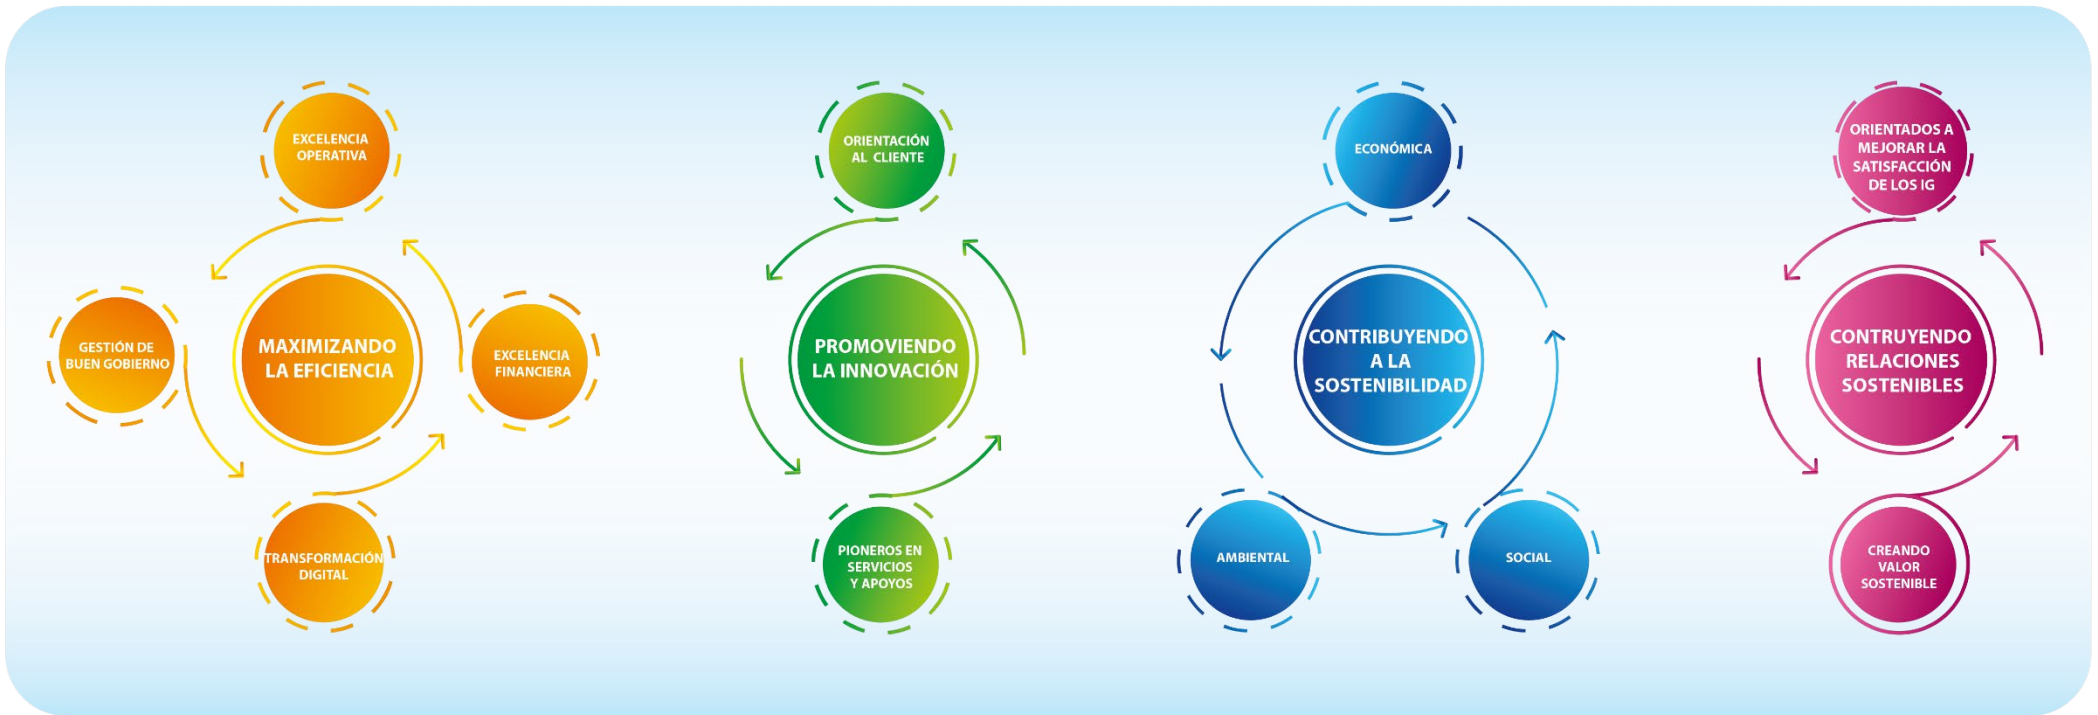 EXCELENCIA
OPERATIVA
GESTIÓN DE
BUEN GOBIERNO
MAXIMIZANDO
LA EFICIENCIA
EXCELENCIA
FINANCIERA
TRANSFORMACIÓN
DIGITAL
ORIENTACIÓN
AL CLIENTE
PROMOVIENDO
LA INNOVACIÓN
PIONEROS EN
SERVICIOS
Y APOYOS
ECONÓMICA
CONTRIBUYENDO
A LA
SOSTENIBILIDAD
AMBIENTAL
SOCIAL
ORIENTADOS A
MEJORAR LA
SATISFACCIÓN
DE LOS IG
CONTRUYENDO
RELACIONES
SOSTENIBLES
CREANDO
VALOR
SOSTENIBLE